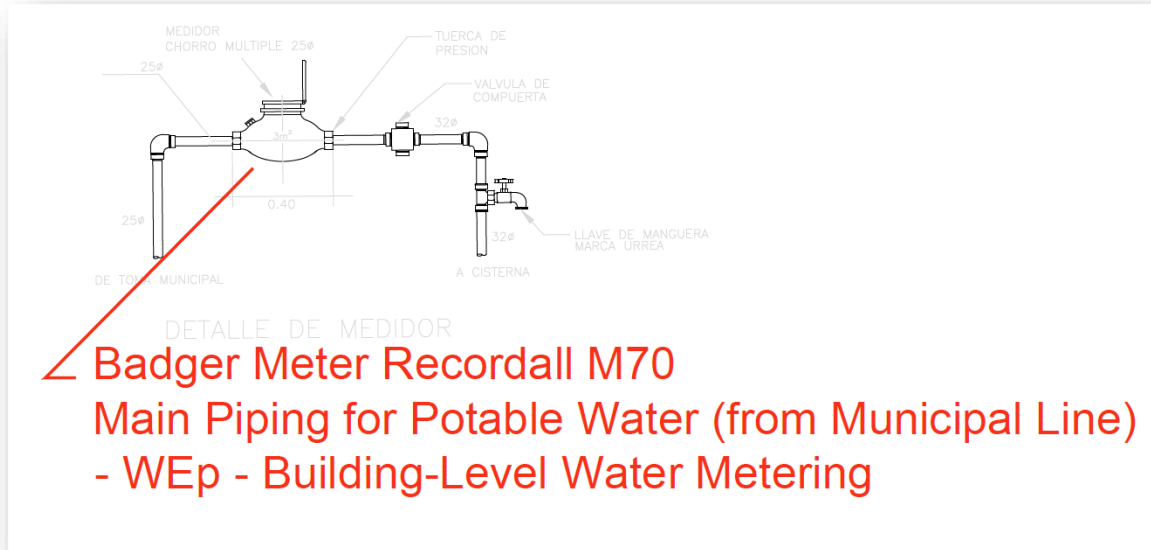 MEDIDOR
CHORRO MULTIPLE 25ø
TUERCA DE
PRESION
25ø
VALVULA DE
COMPUERTA
32ø
3m³
0.40
25ø
32ø
LLAVE DE MANGUERA
MARCA URREA
DE TOMA MUNICIPAL
A CISTERNA
DETALLE DE MEDIDOR
Badger Meter Recordall M70
Main Piping for Potable Water (from Municipal Line)
- WEp - Building-Level Water Metering